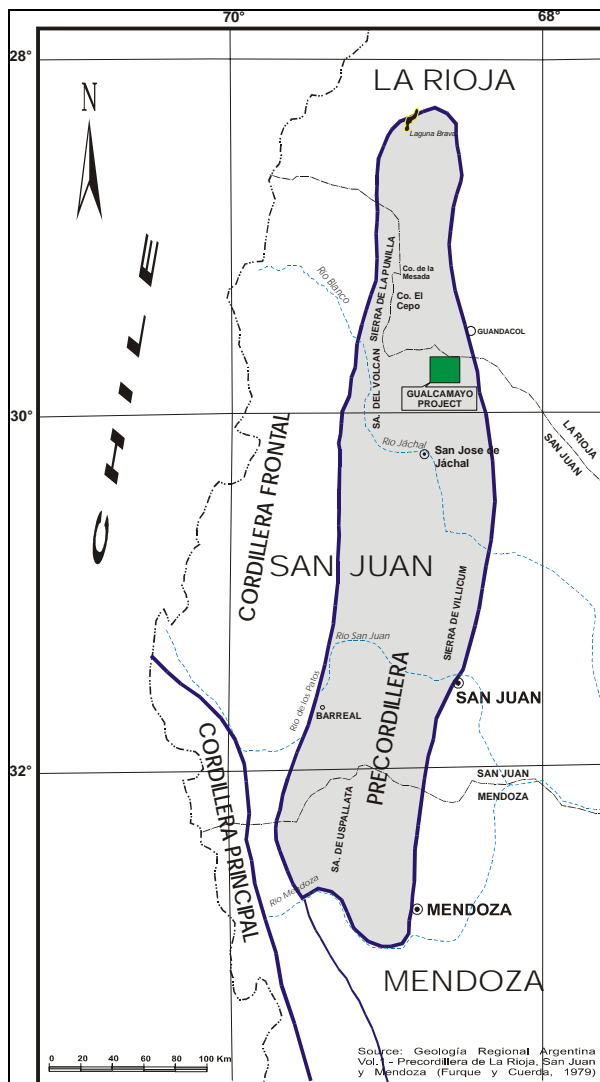 70°
68°
28°
LA RIOJA
N
Laguna Brava
CHILE
SIERRA DE LA PUNILLA
Co. de la
Mesada
Rio Blanco
Co. El
Cepo
GUANDACOL
SA. DEL VOLCAN
GUALCAMAYO
PROJECT
30°
LA RIOJA
SAN JUAN
Rio Jáchal
San Jose de
Jáchal
CORDILLERA FRONTAL
SAN JUAN
SIERRA DE VILLICUM
Rio San Juan
PRECORDILLERA
Rio de los Patos
SAN JUAN
BARREAL
32°
SAN JUAN
MENDOZA
CORDILLERA PRINCIPAL
SA. DE USPALLATA
Rio Mendoza
MENDOZA
MENDOZA
0 20 40 60 80 100 Km
Source: Geología Regional Argentina
Vol.1 - Precordillera de La Rioja, San Juan
y Mendoza (Furque y Cuerda, 1979)